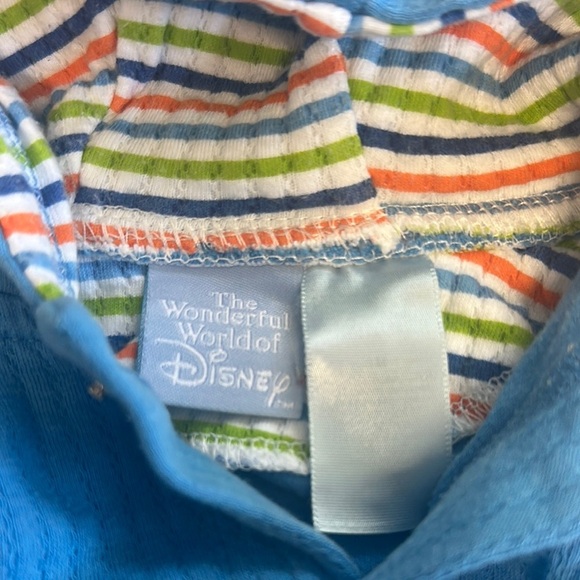 The
Wonderful
World of
Disney